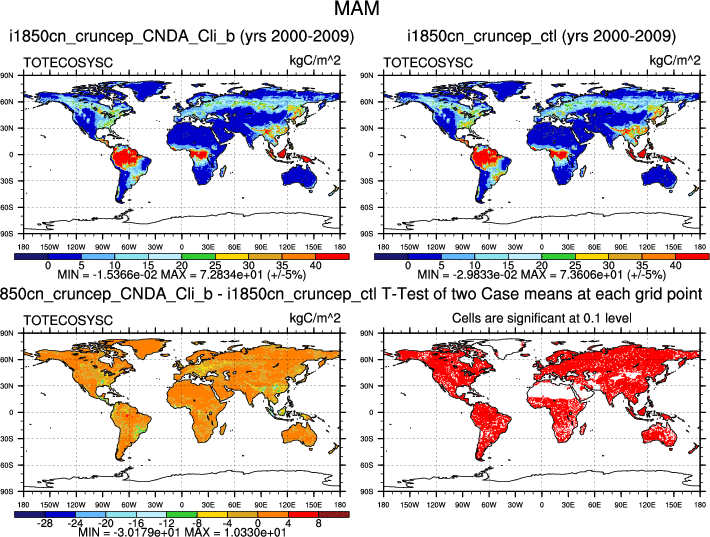 MAM
i1850cn_cruncep_CNDA_Cli_b (yrs 2000-2009)
i1850cn_cruncep_ctl (yrs 2000-2009)
TOTECOSYSC kgC/m^2
TOTECOSYSC kgC/m^2
90N
60N
30N
0
30S
60S
90S
180 150W 120W 90W 60W 30W 0 30E 60E 90E 120E 150E 180
0 5 15 20 25 30 35 40
MIN = -1.5366e-02 MAX = 7.2834e+01 (+/-5%)
90N
60N
30N
0
30S
60S
90S
180 150W 120W 90W 60W 30W 0 30E 60E 90E 120E 150E 180
0 5 10 20 25 30 35 40
MIN = -2.9833e-02 MAX = 7.3606e+01 (+/-5%)
850cn_cruncep_CNDA_Cli_b - i1850cn_cruncep_ctl
T-Test of two Case means at each grid point
TOTECOSYSC kgC/m^2
Cells are significant at 0.1 level
90N
60N
30N
0
30S
60S
90S
180 150W 120W 90W 60W 30W 0 30E 60E 90E 120E 150E 180
-28 -24 -20 -16 -12 -8 -4 0 4 8
MIN = -3.0179e+01 MAX = 1.0330e+01
90N
60N
30N
0
30S
60S
90S
180 150W 120W 90W 60W 30W 0 30E 60E 90E 120E 150E 180